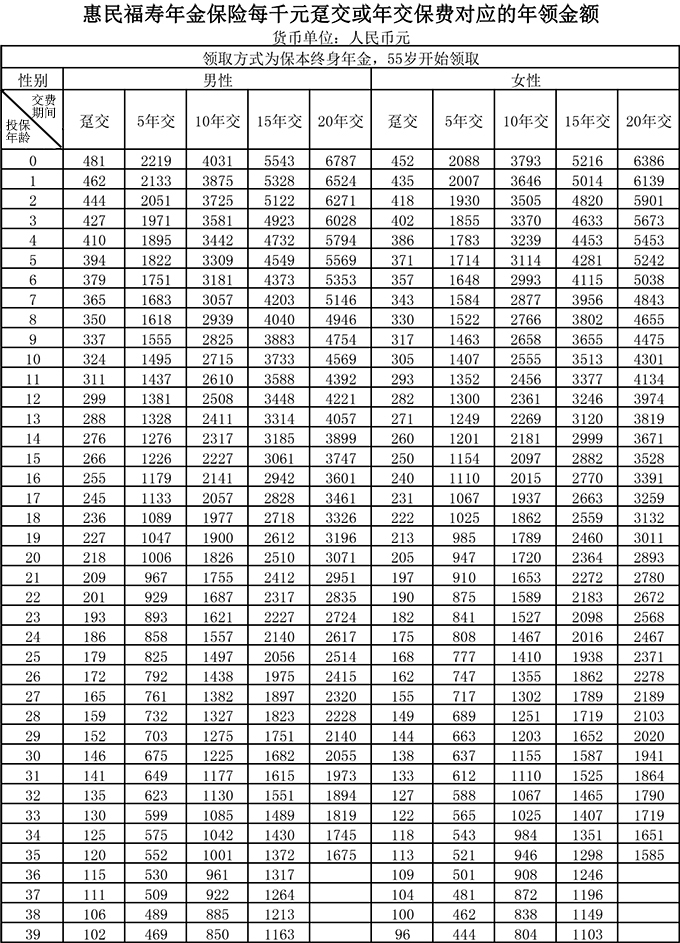 惠民福寿年金保险每千元趸交或年交保费对应的年领金额
货币单位：人民币元
领取方式为保本终身年金，55岁开始领取
性别 男性 女性
交费期间 投保年龄 趸交 5年交 10年交 15年交 20年交 趸交 5年交 10年交 15年交 20年交
0 481 2219 4031 5543 6787 452 2088 3793 5216 6386
1 462 2133 3875 5328 6524 435 2007 3646 5014 6139
2 444 2051 3725 5122 6271 418 1930 3505 4820 5901
3 427 1971 3581 4923 6028 402 1855 3370 4633 5673
4 410 1895 3442 4732 5794 386 1783 3239 4453 5453
5 394 1822 3309 4549 5569 371 1714 3114 4281 5242
6 379 1751 3181 4373 5353 357 1648 2993 4115 5038
7 365 1683 3057 4203 5146 343 1584 2877 3956 4843
8 350 1618 2939 4040 4946 330 1522 2766 3802 4655
9 337 1555 2825 3883 4754 317 1463 2658 3655 4475
10 324 1495 2715 3733 4569 305 1407 2555 3513 4301
11 311 1437 2610 3588 4392 293 1352 2456 3377 4134
12 299 1381 2508 3448 4221 282 1300 2361 3246 3974
13 288 1328 2411 3314 4057 271 1249 2269 3120 3819
14 276 1276 2317 3185 3899 260 1201 2181 2999 3671
15 266 1226 2227 3061 3747 250 1154 2097 2882 3528
16 255 1179 2141 2942 3601 240 1110 2015 2770 3391
17 245 1133 2057 2828 3461 231 1067 1937 2663 3259
18 236 1089 1977 2718 3326 222 1025 1862 2559 3132
19 227 1047 1900 2612 3196 213 985 1789 2460 3011
20 218 1006 1826 2510 3071 205 947 1720 2364 2893
21 209 967 1755 2412 2951 197 910 1653 2272 2780
22 201 929 1687 2317 2835 190 875 1589 2183 2672
23 193 893 1621 2227 2724 182 841 1527 2098 2568
24 186 858 1557 2140 2617 175 808 1467 2016 2467
25 179 825 1497 2056 2514 168 777 1410 1938 2371
26 172 792 1438 1975 2415 162 747 1355 1862 2278
27 165 761 1382 1897 2320 155 717 1302 1789 2189
28 159 732 1327 1823 2228 149 689 1251 1719 2103
29 152 703 1275 1751 2140 144 663 1203 1652 2020
30 146 675 1225 1682 2055 138 637 1155 1587 1941
31 141 649 1177 1615 1973 133 612 1110 1525 1864
32 135 623 1130 1551 1894 127 588 1067 1465 1790
33 130 599 1085 1489 1819 122 565 1025 1407 1719
34 125 575 1042 1430 1745 118 543 984 1351 1651
35 120 552 1001 1372 1675 113 521 946 1298 1585
36 115 530 961 1317 109 501 908 1246
37 111 509 922 1264 104 481 872 1196
38 106 489 885 1213 100 462 838 1149
39 102 469 850 1163 96 444 804 1103